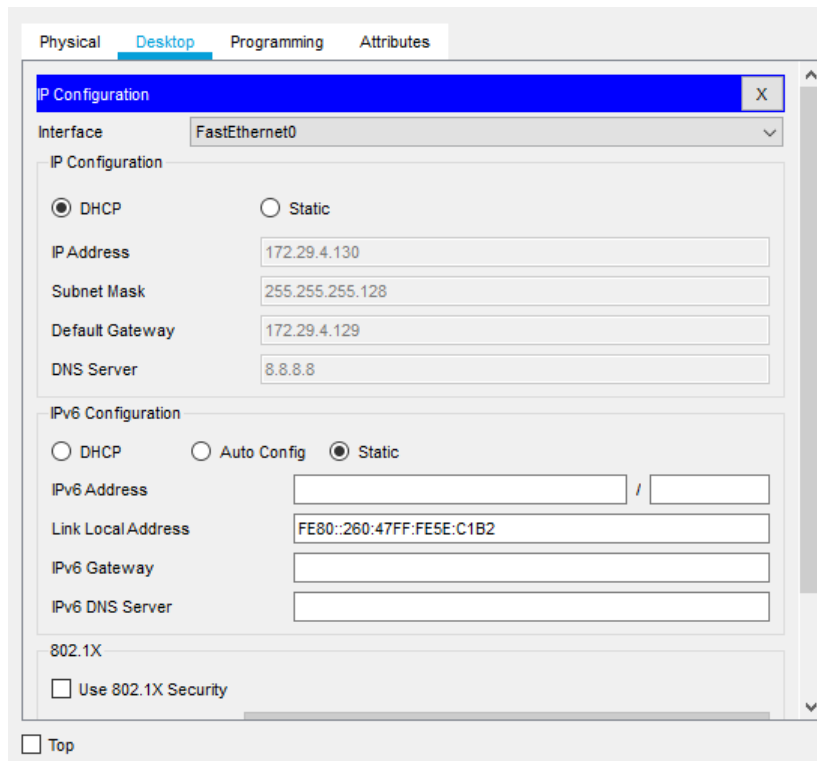 Physical Desktop Programming Attributes
IP Configuration X
Interface FastEthernet0
IP Configuration
DHCP Static
IP Address 172.29.4.130
Subnet Mask 255.255.255.128
Default Gateway 172.29.4.129
DNS Server 8.8.8.8
IPv6 Configuration
DHCP Auto Config Static
IPv6 Address /
Link Local Address FE80::260:47FF:FE5E:C1B2
IPv6 Gateway
IPv6 DNS Server
802.1X
Use 802.1X Security
Top